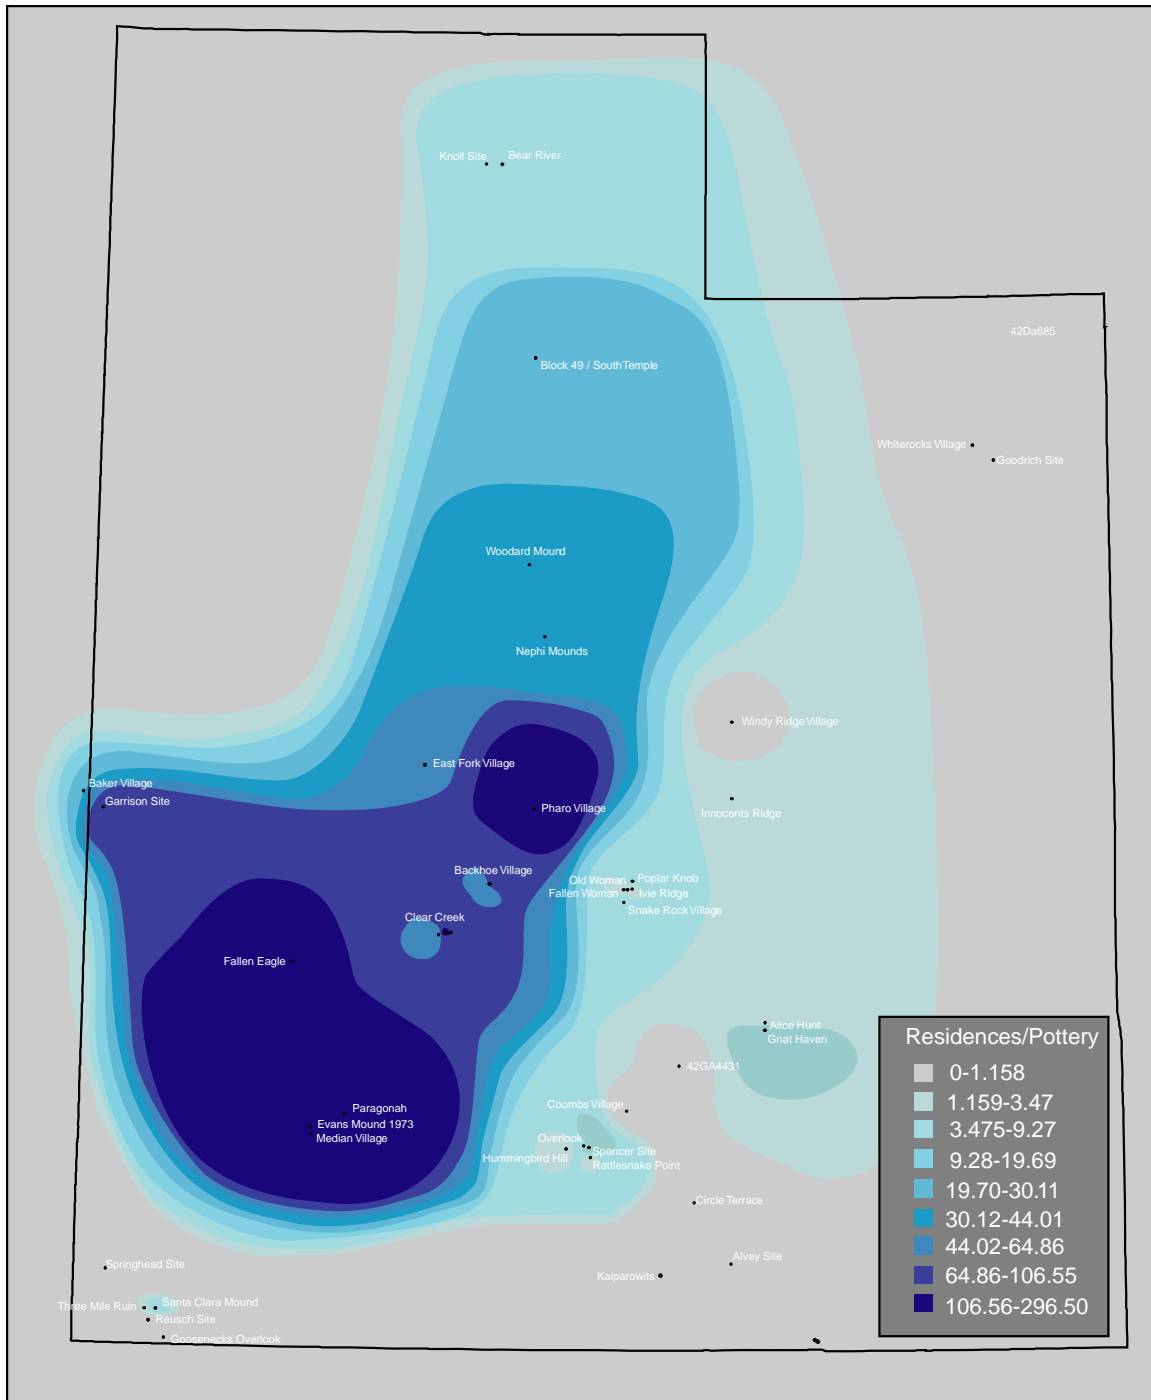 Knoll Site
Bear River
42Da685
Block 49 / South Temple
Whiterocks Village
Goodrich Site
Woodard Mound
Nephi Mounds
Windy Ridge Village
East Fork Village
Baker Village
Garrison Site
Pharo Village
Innocents Ridge
Backhoe Village
Old Woman
Poplar Knob
Fallen Woman
Ivie Ridge
Snake Rock Village
Clear Creek
Fallen Eagle
Alice Hunt
Gnat Haven
42GA4431
Coombs Village
Paragonah
Evans Mound 1973
Median Village
Overlook
Spencer Site
Hummingbird Hill
Rattlesnake Point
Circle Terrace
Alvey Site
Kaiparowits
Springhead Site
Three Mile Ruin
Santa Clara Mound
Reusch Site
Goosenecks Overlook
Residences/Pottery
0-1.158
1.159-3.47
3.475-9.27
9.28-19.69
19.70-30.11
30.12-44.01
44.02-64.86
64.86-106.55
106.56-296.50